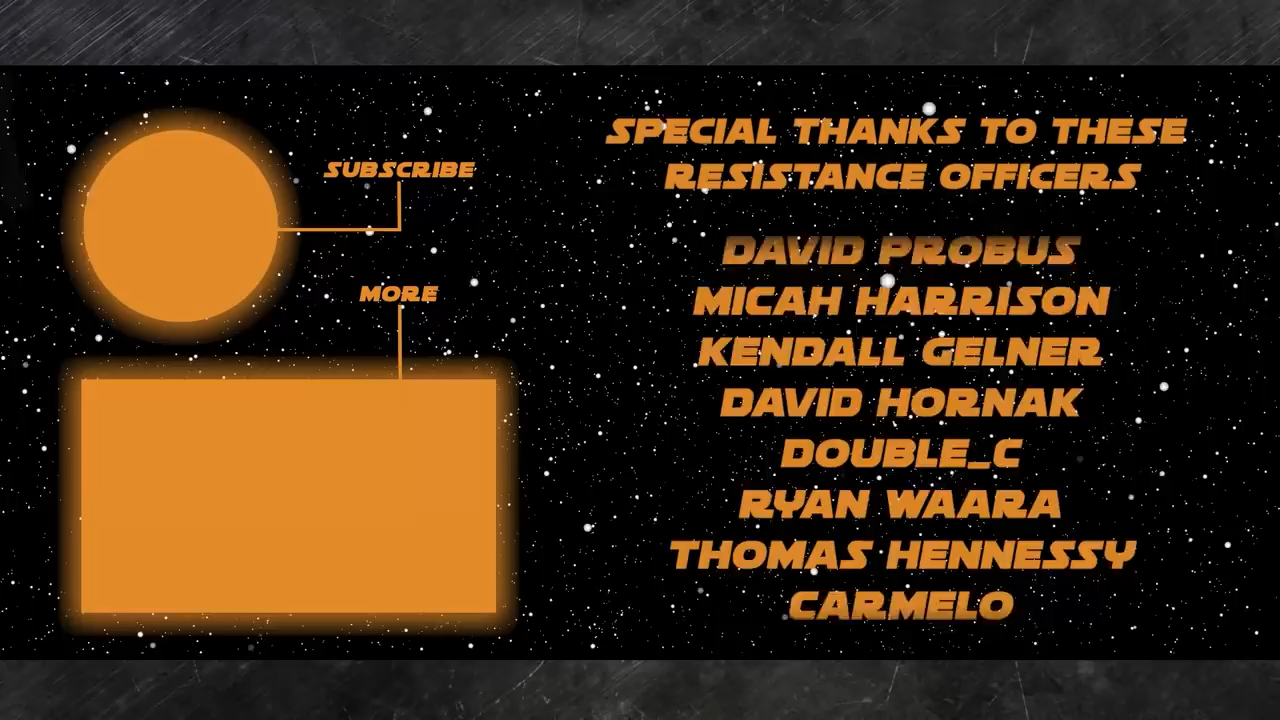 SUBSCRIBE
MORE
SPECIAL THANKS TO THESE
RESISTANCE OFFICERS
DAVID PROBUS
MICAH HARRISON
KENDALL GELNER
DAVID HORNAK
DOUBLE_C
RYAN WAARA
THOMAS HENNESSY
CARMELO